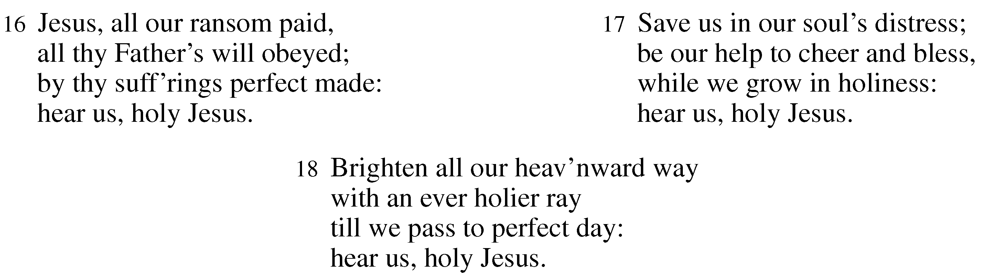 16 Jesus, all our ransom paid,
all thy Father’s will obeyed;
by thy suff’rings perfect made:
hear us, holy Jesus.
17 Save us in our soul’s distress;
be our help to cheer and bless,
while we grow in holiness:
hear us, holy Jesus.
18 Brighten all our heav’nward way
with an ever holier ray
till we pass to perfect day:
hear us, holy Jesus.